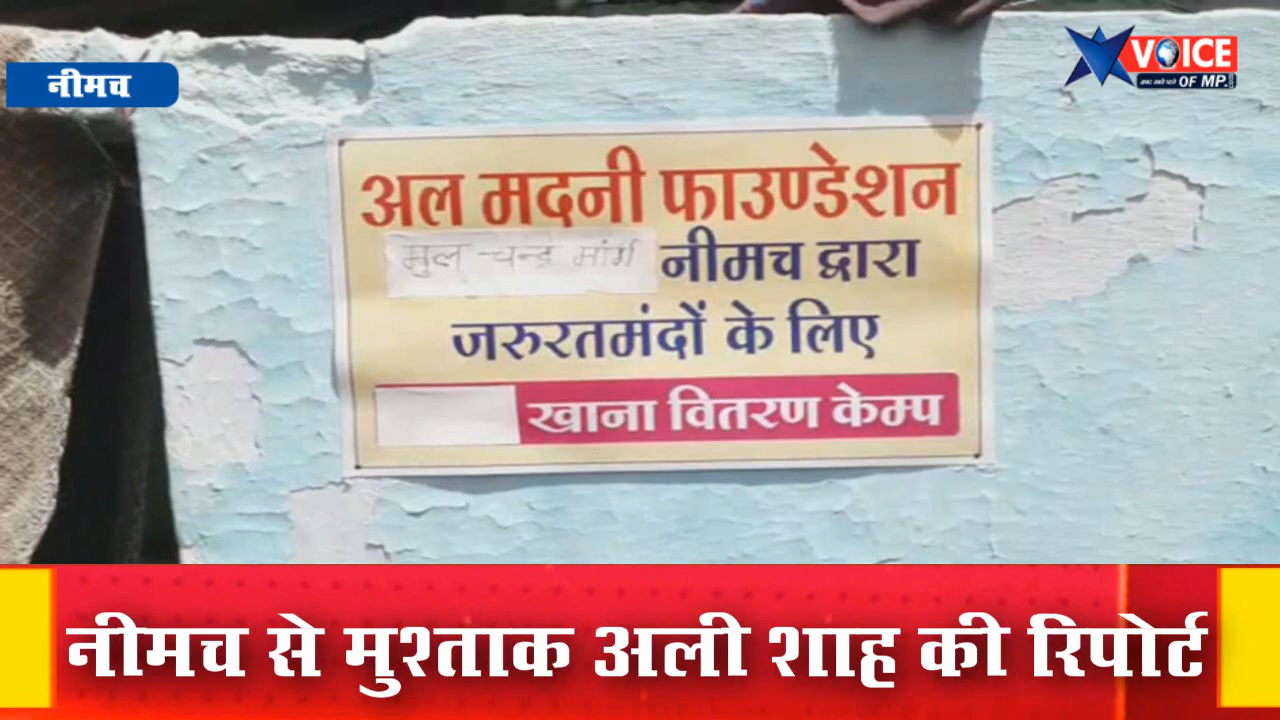 नीमच
VOICE
OF MP.
अल मदनी फाउण्डेशन
मुल चन्द्र मार्ग नीमच द्वारा
जरुरतमंदों के लिए
खाना वितरण केम्प
नीमच से मुश्ताक अली शाह की रिपोर्ट